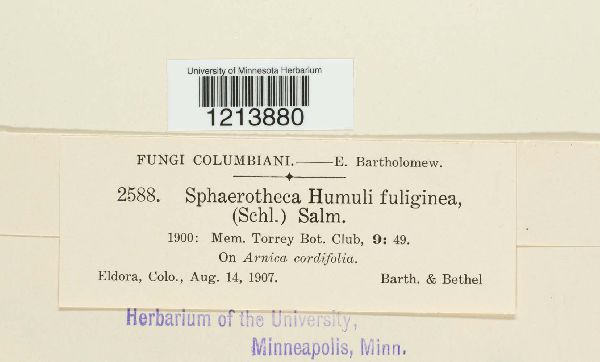 University of Minnesota Herbarium
1213880
FUNGI COLUMBIANI.——E. Bartholomew.
2588. Sphaerotheca Humuli fuliginea,
(Schl.) Salm.
1900: Mem. Torrey Bot. Club, 9: 49.
On Arnica cordifolia.
Eldora, Colo., Aug. 14, 1907. Barth. & Bethel
Herbarium of the University,
Minneapolis, Minn.